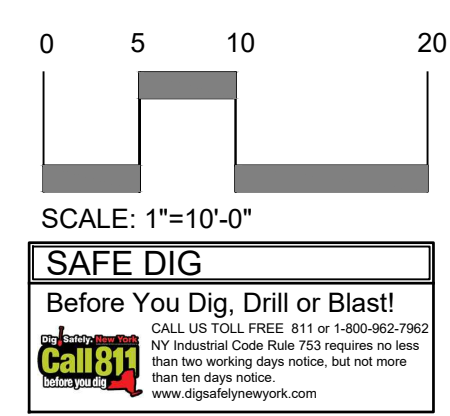 0 5 10 20
SCALE: 1"=10'-0"
SAFE DIG
Before You Dig, Drill or Blast!
Dig Safely. New York
Call 811
before you dig
CALL US TOLL FREE 811 or 1-800-962-7962
NY Industrial Code Rule 753 requires no less
than two working days notice, but not more
than ten days notice.
www.digsafelynewyork.com